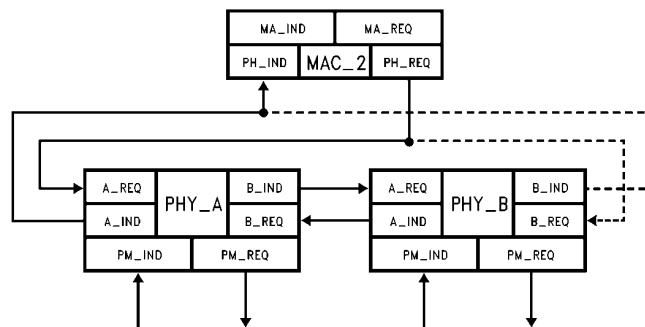 MA_IND MA_REQ
PH_IND MAC_2 PH_REQ
A_REQ PHY_A B_IND A_REQ PHY_B B_IND
A_IND B_REQ A_IND B_REQ
PM_IND PM_REQ PM_IND PM_REQ